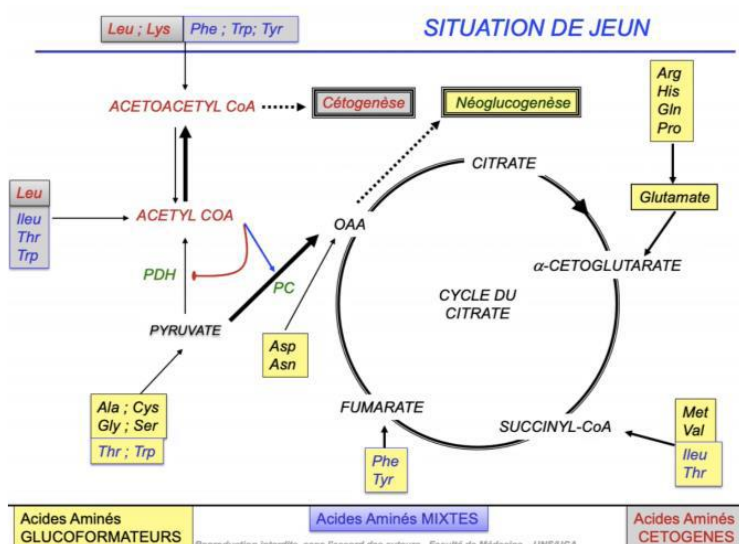 Leu ; Lys
Phe ; Trp; Tyr
SITUATION DE JEUN
ACETOACETYL CoA
Cétogenèse
Néoglucogenèse
Arg
His
Gln
Pro
CITRATE
Leu
Ileu
Thr
Trp
ACETYL COA
OAA
Glutamate
PDH
PC
α-CETOGLUTARATE
CYCLE DU
CITRATE
PYRUVATE
Asp
Asn
Ala ; Cys
Gly ; Ser
Thr ; Trp
FUMARATE
SUCCINYL-CoA
Met
Val
Ileu
Thr
Phe
Tyr
Acides Aminés
GLUCOFORMATEURS
Acides Aminés MIXTES
Acides Aminés
CETOGENES